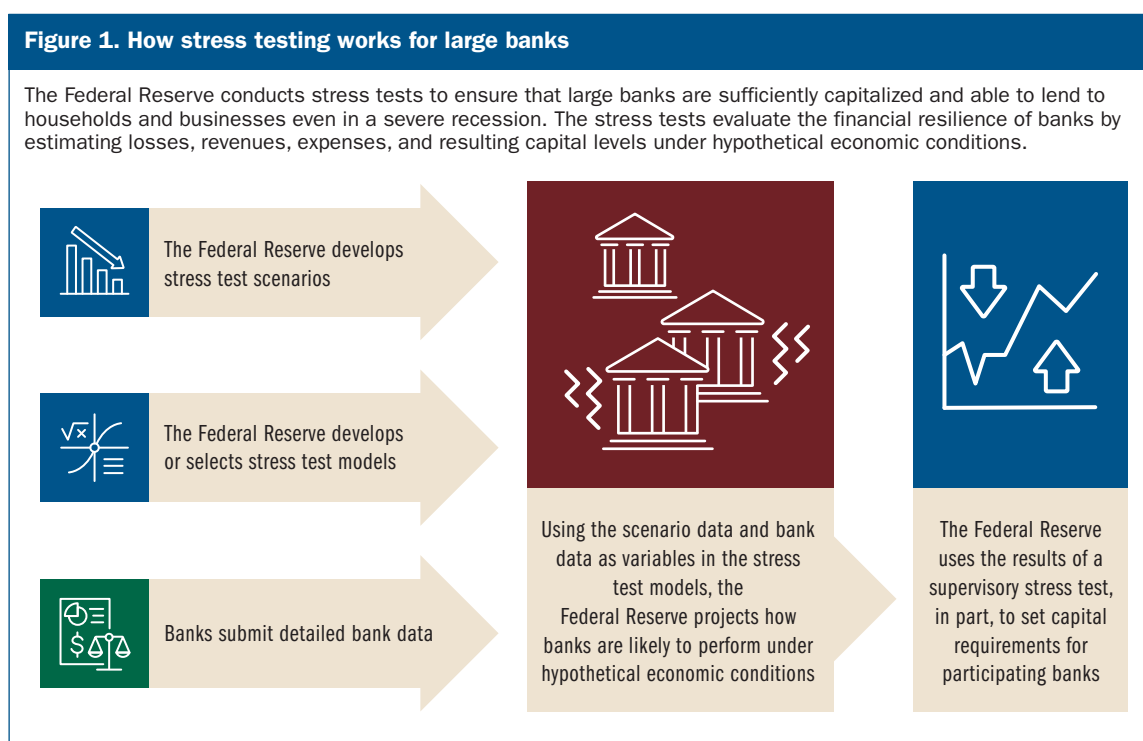 Figure 1. How stress testing works for large banks
The Federal Reserve conducts stress tests to ensure that large banks are sufficiently capitalized and able to lend to
households and businesses even in a severe recession. The stress tests evaluate the financial resilience of banks by
estimating losses, revenues, expenses, and resulting capital levels under hypothetical economic conditions.
The Federal Reserve develops
stress test scenarios
√x
The Federal Reserve develops
or selects stress test models
$
Banks submit detailed bank data
Using the scenario data and bank
data as variables in the stress
test models, the
Federal Reserve projects how
banks are likely to perform under
hypothetical economic conditions
The Federal Reserve
uses the results of a
supervisory stress test,
in part, to set capital
requirements for
participating banks